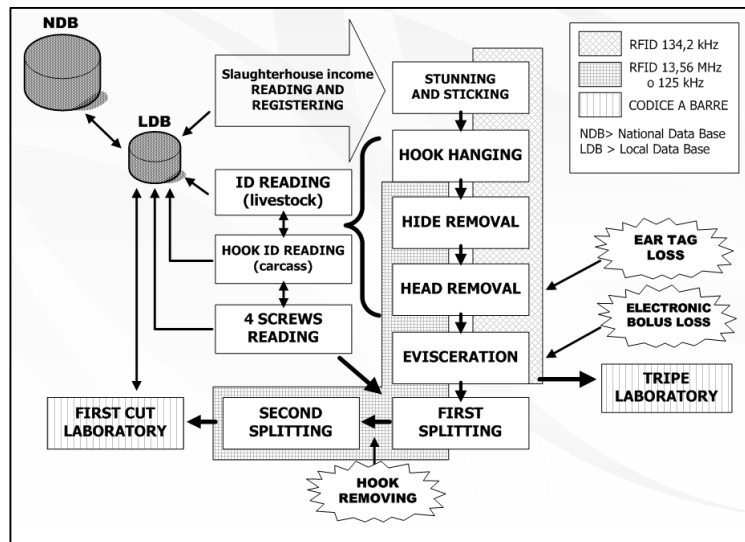 NDB
LDB
Slaughterhouse income
READING AND
REGISTERING
STUNNING
AND STICKING
RFID 134,2 kHz
RFID 13,56 MHz
o 125 kHz
CODICE A BARRE
NDB> National Data Base
LDB > Local Data Base
HOOK HANGING
ID READING
(livestock)
HIDE REMOVAL
HOOK ID READING
(carcass)
EAR TAG
LOSS
HEAD REMOVAL
4 SCREWS
READING
ELECTRONIC
BOLUS LOSS
EVISCERATION
TRIPE
LABORATORY
FIRST CUT
LABORATORY
SECOND
SPLITTING
FIRST
SPLITTING
HOOK
REMOVING